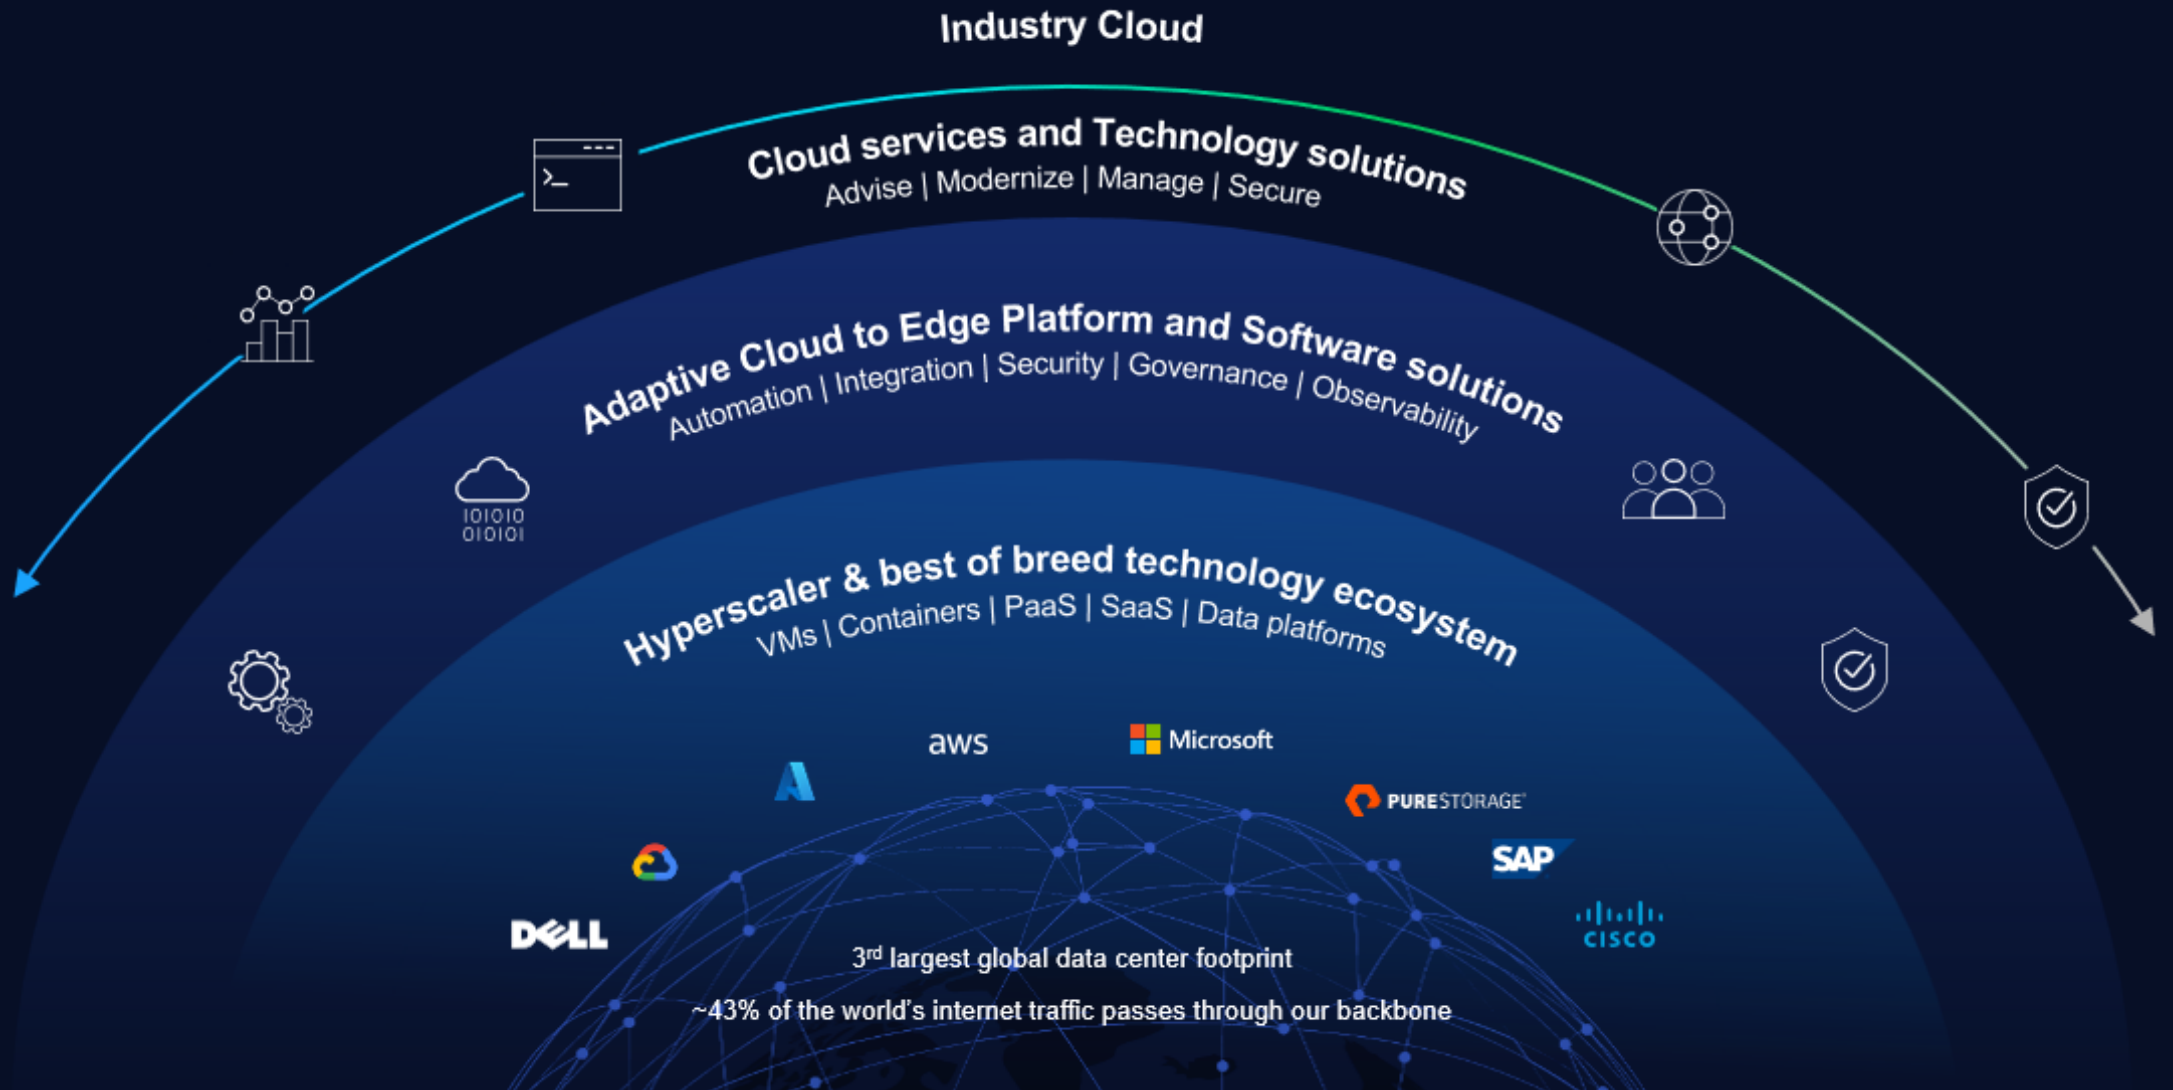 Industry Cloud
Cloud services and Technology solutions
Advise | Modernize | Manage | Secure
Adaptive Cloud to Edge Platform and Software solutions
Automation | Integration | Security | Governance | Observability
101010
010101
Hyperscaler & best of breed technology ecosystem
VMs | Containers | PaaS | SaaS | Data platforms
aws
Microsoft
PURESTORAGE
SAP
DELL
CISCO
3rd largest global data center footprint
~43% of the world's internet traffic passes through our backbone